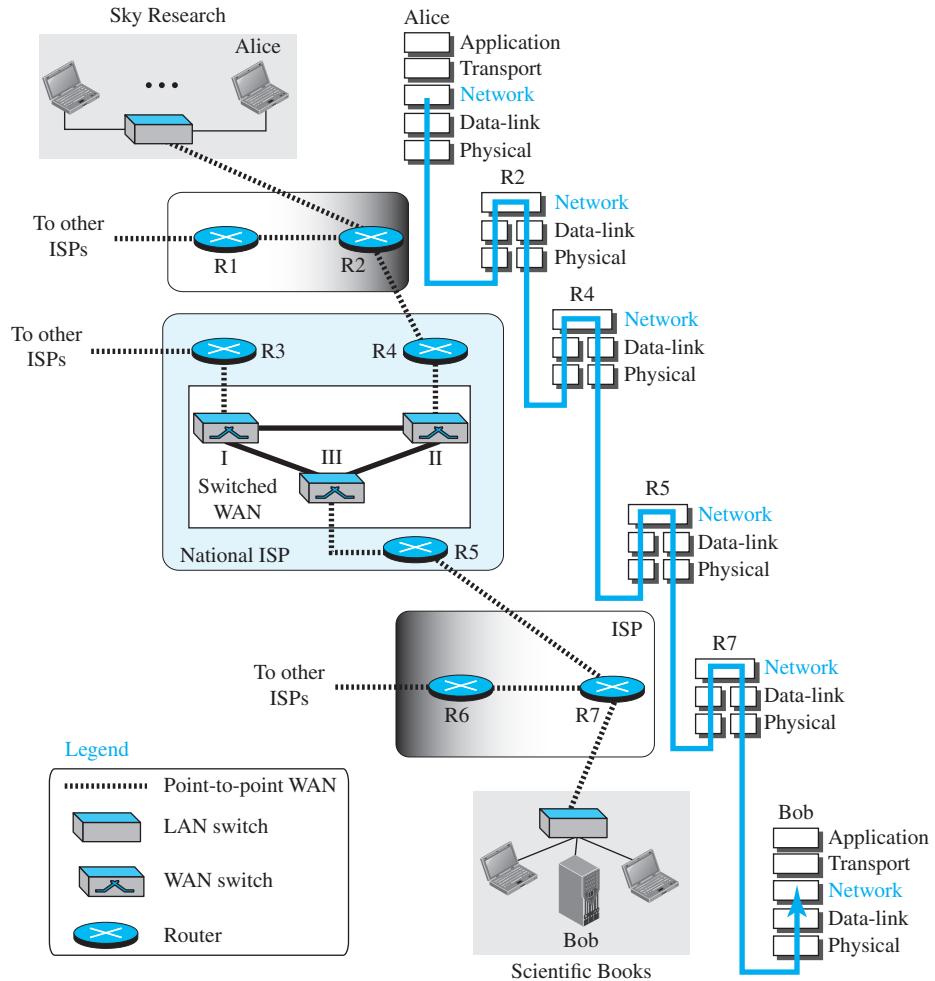 Sky Research
Alice
Alice
Application
Transport
Network
Data-link
Physical
R2
Network
Data-link
Physical
To other
ISPs
R1
R2
R4
Network
Data-link
Physical
To other
ISPs
R3
R4
I
III
II
Switched
WAN
National ISP
R5
R5
Network
Data-link
Physical
ISP
To other
ISPs
R6
R7
R7
Network
Data-link
Physical
Legend
Point-to-point WAN
LAN switch
WAN switch
Router
Bob
Scientific Books
Bob
Application
Transport
Network
Data-link
Physical